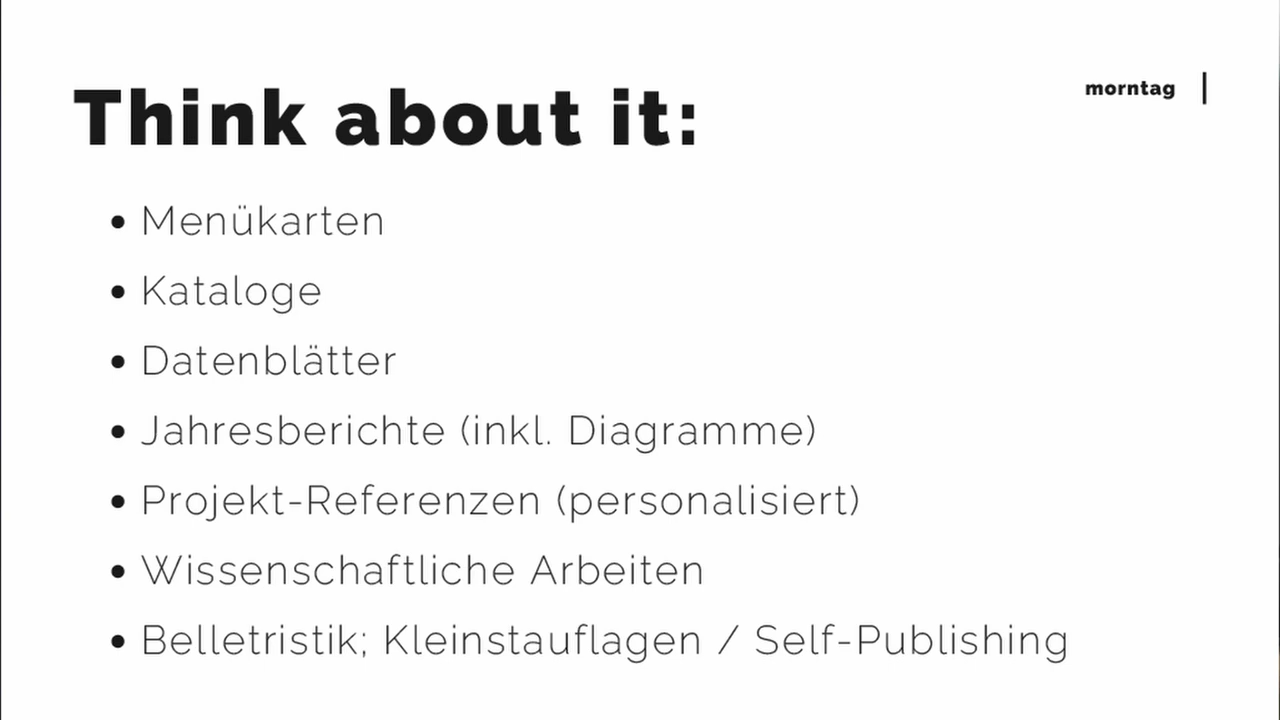 Think about it:
morntag
• Menükarten
• Kataloge
• Datenblätter
• Jahresberichte (inkl. Diagramme)
• Projekt-Referenzen (personalisiert)
• Wissenschaftliche Arbeiten
• Belletristik; Kleinstauflagen / Self-Publishing